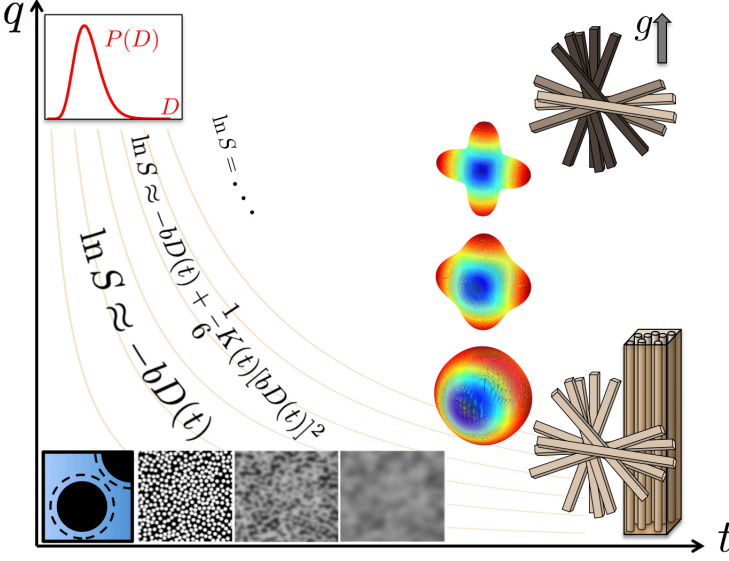 q
P(D)
D
g
ln S = . . .
ln S ≈ −bD(t) + 1/6 K(t)[bD(t)]²
ln S ≈ −bD(t)
t